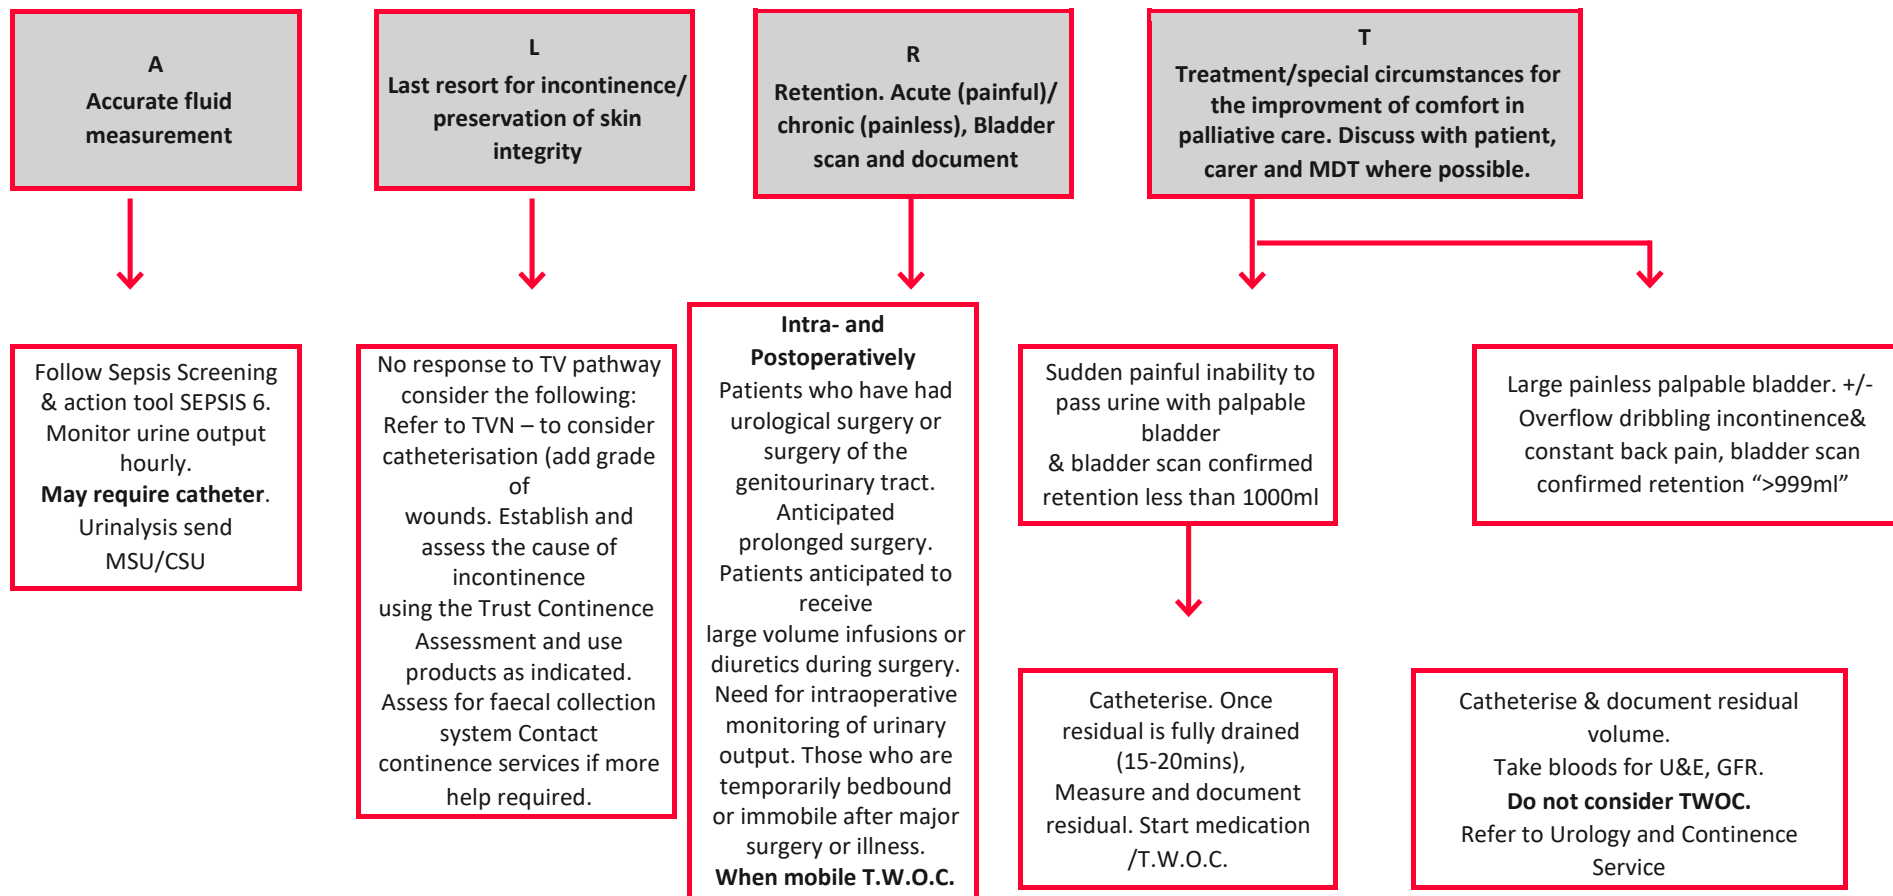 A
Accurate fluid
measurement
L
Last resort for incontinence/
preservation of skin
integrity
R
Retention. Acute (painful)/
chronic (painless), Bladder
scan and document
T
Treatment/special circumstances for
the improvment of comfort in
palliative care. Discuss with patient,
carer and MDT where possible.
Follow Sepsis Screening
& action tool SEPSIS 6.
Monitor urine output
hourly.
May require catheter.
Urinalysis send
MSU/CSU
No response to TV pathway
consider the following:
Refer to TVN – to consider
catheterisation (add grade
of
wounds. Establish and
assess the cause of
incontinence
using the Trust Continence
Assessment and use
products as indicated.
Assess for faecal collection
system Contact
continence services if more
help required.
Intra- and
Postoperatively
Patients who have had
urological surgery or
surgery of the
genitourinary tract.
Anticipated
prolonged surgery.
Patients anticipated to
receive
large volume infusions or
diuretics during surgery.
Need for intraoperative
monitoring of urinary
output. Those who are
temporarily bedbound
or immobile after major
surgery or illness.
When mobile T.W.O.C.
Sudden painful inability to
pass urine with palpable
bladder
& bladder scan confirmed
retention less than 1000ml
Large painless palpable bladder. +/-
Overflow dribbling incontinence&
constant back pain, bladder scan
confirmed retention “>999ml”
Catheterise. Once
residual is fully drained
(15-20mins),
Measure and document
residual. Start medication
/T.W.O.C.
Catheterise & document residual
volume.
Take bloods for U&E, GFR.
Do not consider TWOC.
Refer to Urology and Continence
Service